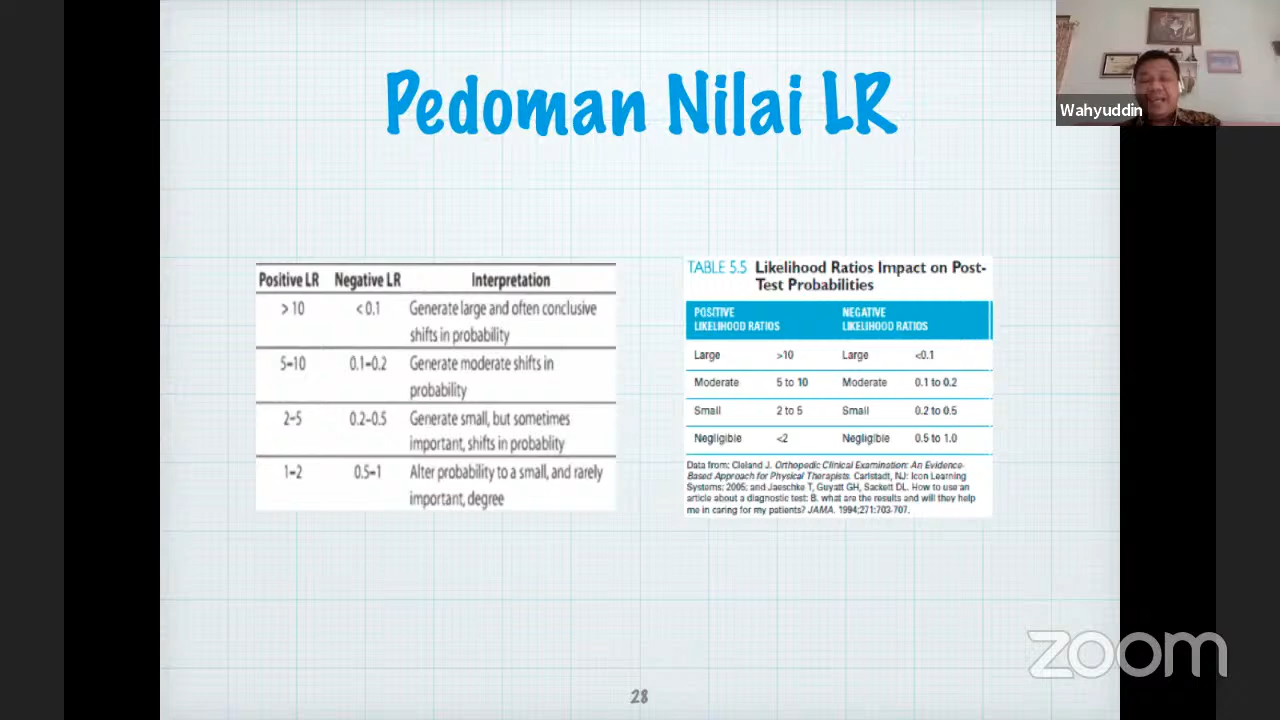 Pedoman Nilai LR
Wahyuddin
Positive LR Negative LR Interpretation
> 10 < 0.1 Generate large and often conclusive
shifts in probability
5–10 0.1–0.2 Generate moderate shifts in
probability
2–5 0.2–0.5 Generate small, but sometimes
important, shifts in probablity
1–2 0.5–1 Alter probability to a small, and rarely
important, degree
TABLE 5.5 Likelihood Ratios Impact on Post-
Test Probabilities
POSITIVE NEGATIVE
LIKELIHOOD RATIOS LIKELIHOOD RATIOS
Large >10 Large <0.1
Moderate 5 to 10 Moderate 0.1 to 0.2
Small 2 to 5 Small 0.2 to 0.5
Negligible <2 Negligible 0.5 to 1.0
Data from: Cleland J. Orthopedic Clinical Examination: An Evidence-
Based Approach for Physical Therapists. Carlstadt, NJ: Icon Learning
Systems; 2005; and Jaeschke T, Guyatt GH, Sackett DL. How to use an
article about a diagnostic test: B. what are the results and will they help
me in caring for my patients? JAMA. 1994;271:703-707.
zoom
28